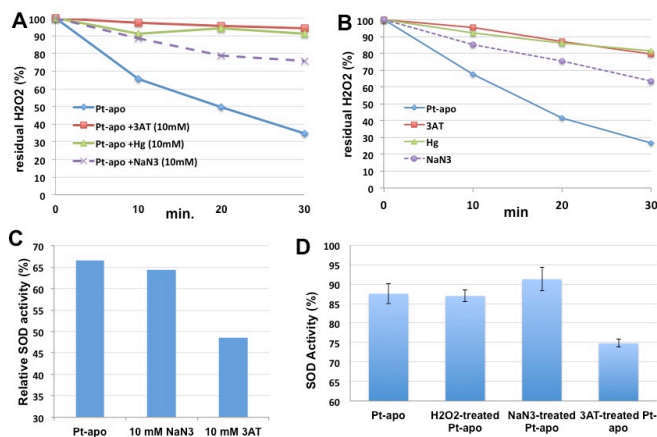 A
residual H2O2 (%)
100
90
80
70
60
50
40
30
20
10
0
Pt-apo
Pt-apo +3AT (10mM)
Pt-apo +Hg (10mM)
Pt-apo +NaN3 (10mM)
0 10 20 30
min.
B
residual H2O2 (%)
100
90
80
70
60
50
40
30
20
10
0
Pt-apo
3AT
Hg
NaN3
0 10 20 30
min
C
Relative SOD activity (%)
70
65
60
55
50
45
40
35
30
Pt-apo 10 mM NaN3 10 mM 3AT
D
SOD Activity (%)
100
95
90
85
80
75
70
65
60
Pt-apo H2O2-treated NaN3-treated 3AT-treated Pt-
Pt-apo Pt-apo apo